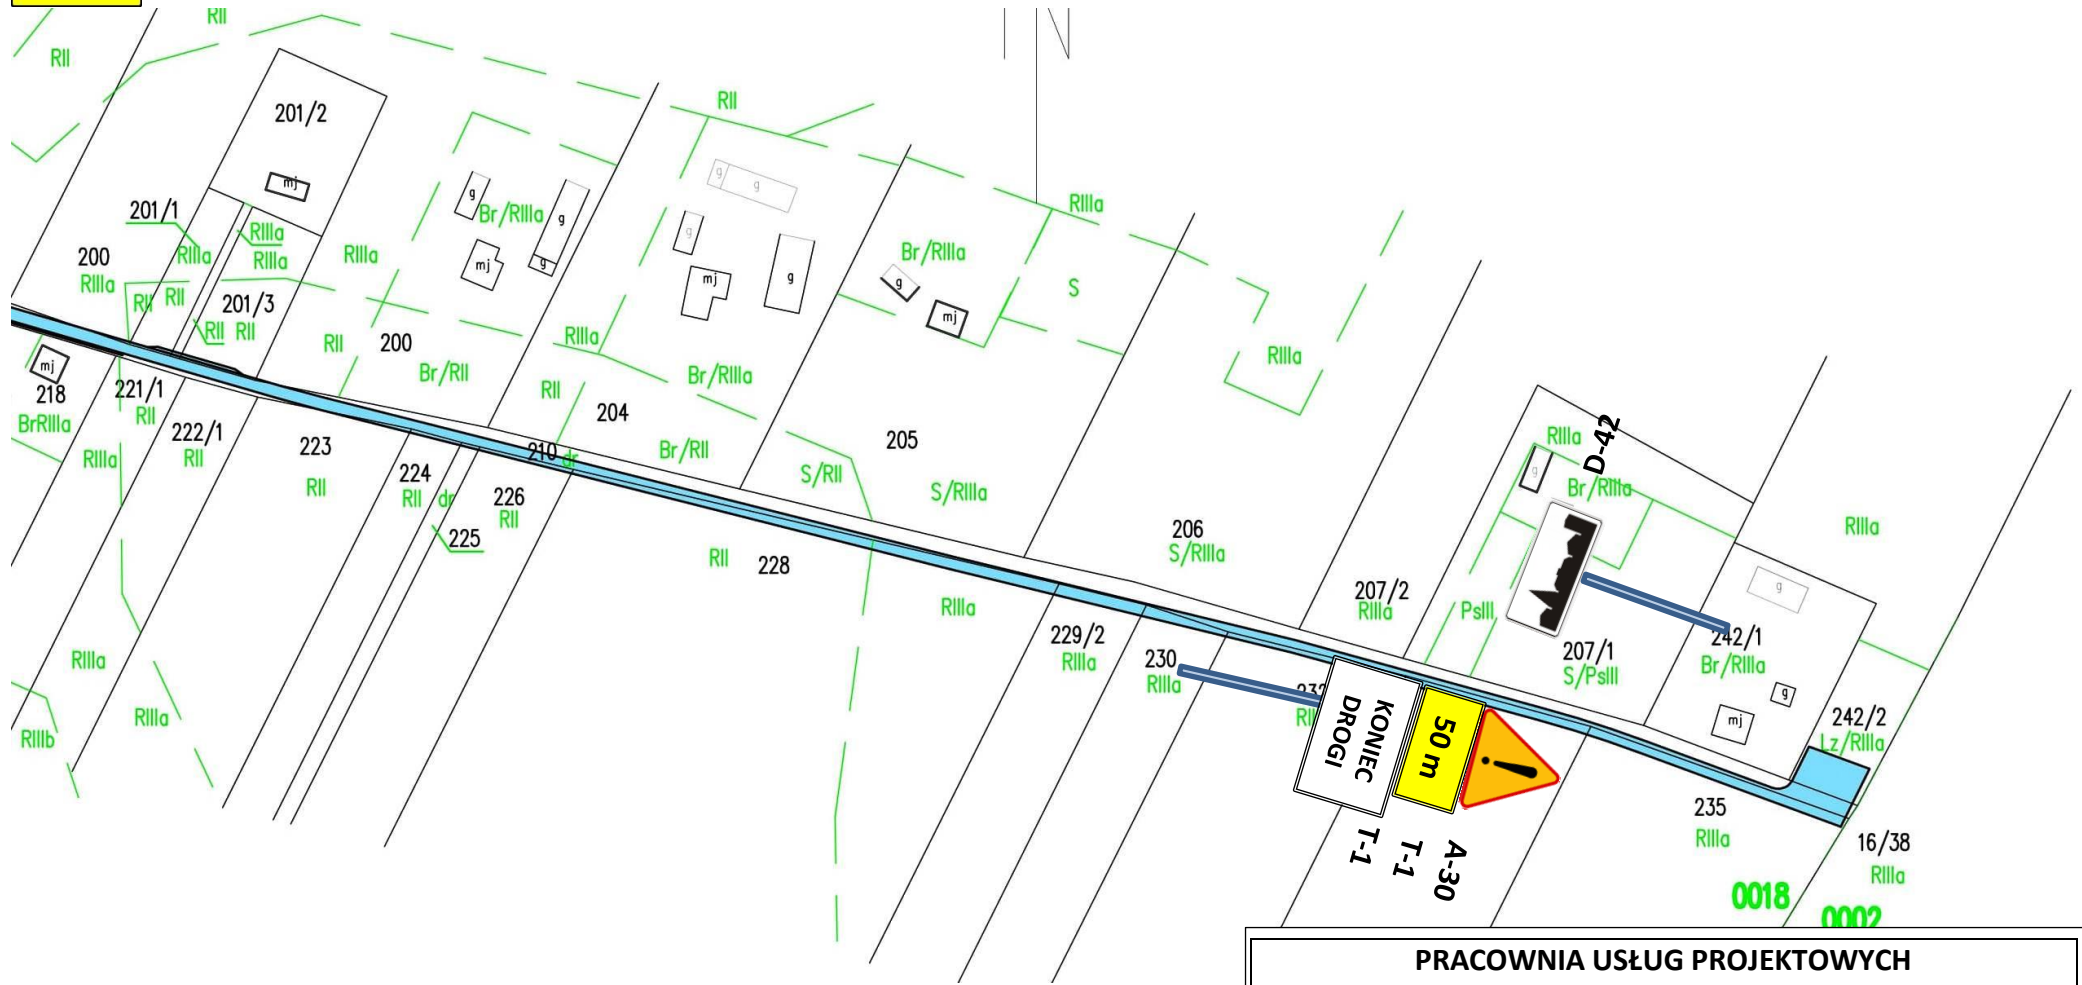 RII
RII
201/2
RII
mj
201/1
RIIIa
RIIIa
RIIIa
RIIIa
200
RIIIa
RII
RII
201/3
RII
RII
g
Br/RIIIa
g
mj
g
g
g
g
mj
g
RIIIa
Br/RIIIa
g
mj
S
RIIIa
RII
200
Br/RII
RIIIa
Br/RIIIa
RII
204
Br/RII
mj
218
BrRIIIa
221/1
RII
222/1
RII
RIIIa
223
RII
224
RII
dr
225
226
RII
210
dr
205
S/RII
S/RIIIa
RII
228
RIIIa
206
S/RIIIa
207/2
RIIIa
PsIII
RIIIa
D-42
g
Br/RIIIa
RIIIa
g
207/1
S/PsIII
242/1
Br/RIIIa
g
mj
242/2
Lz/RIIIa
229/2
RIIIa
230
RIIIa
KONIEC
DROGI
50 m
A-30
T-1
T-1
RIIIa
RIIIa
RIIIb
235
RIIIa
16/38
RIIIa
0018
0002
PRACOWNIA USŁUG PROJEKTOWYCH